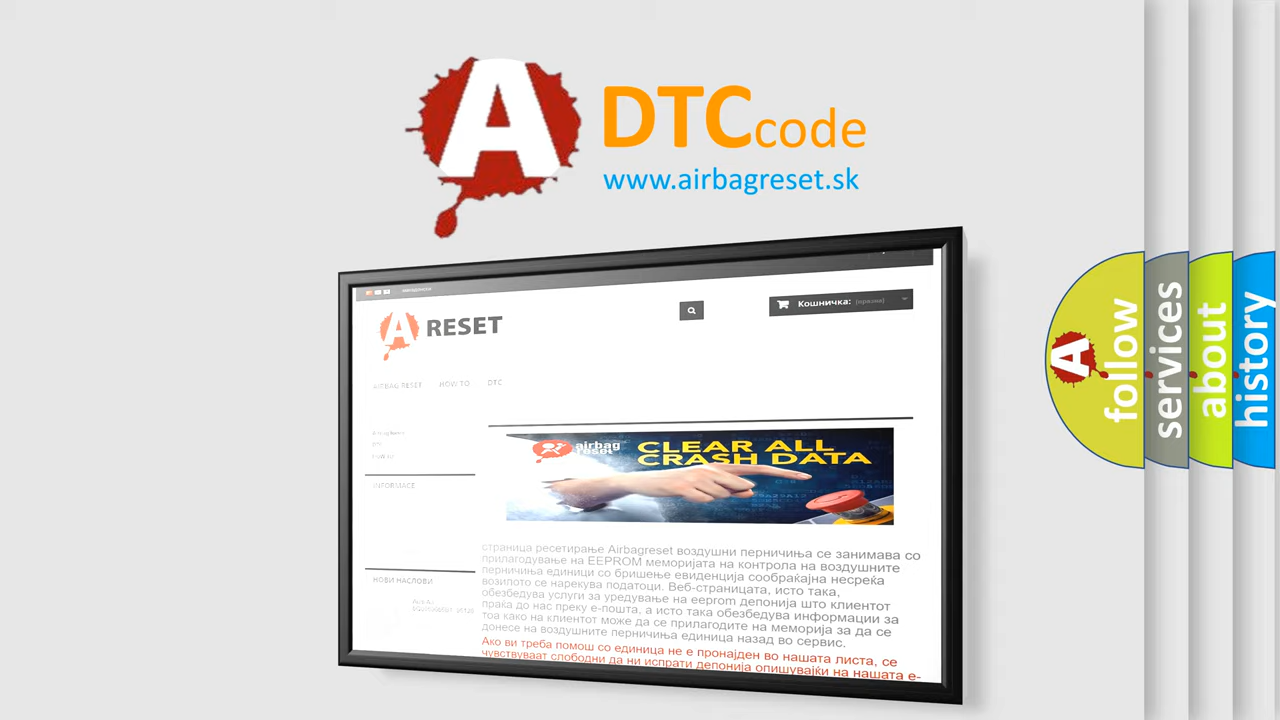 A
DTCcode
www.airbagreset.sk
A RESET
Кошничка: (празни)
AIRBAG RESET HOW TO DTC
airbag
reset
CLEAR ALL
CRASH DATA
INFORMACE
страница ресетирање Airbagreset воздушни перничиња се занимава со
прилагодување на EEPROM меморијата на контрола на воздушните
перничиња единици со бришење евиденција сообраќајна несреќа
возилото се нарекува податоци. Веб-страницата, исто така,
обезбедува услуги за уредување на eeprom депонија што клиентот
праќа до нас преку е-пошта, а исто така обезбедува информации за
тоа како на клиентот може да се прилагодите на меморија за да се
донесе на воздушните перничиња единица назад во сервис.
НОВИ НАСЛОВИ
Ако ви треба помош со единица не е пронајден во нашата листа, се
чувствуваат слободни да ни испрати депонија опишувајќи на нашата е-
A follow
services
about
history